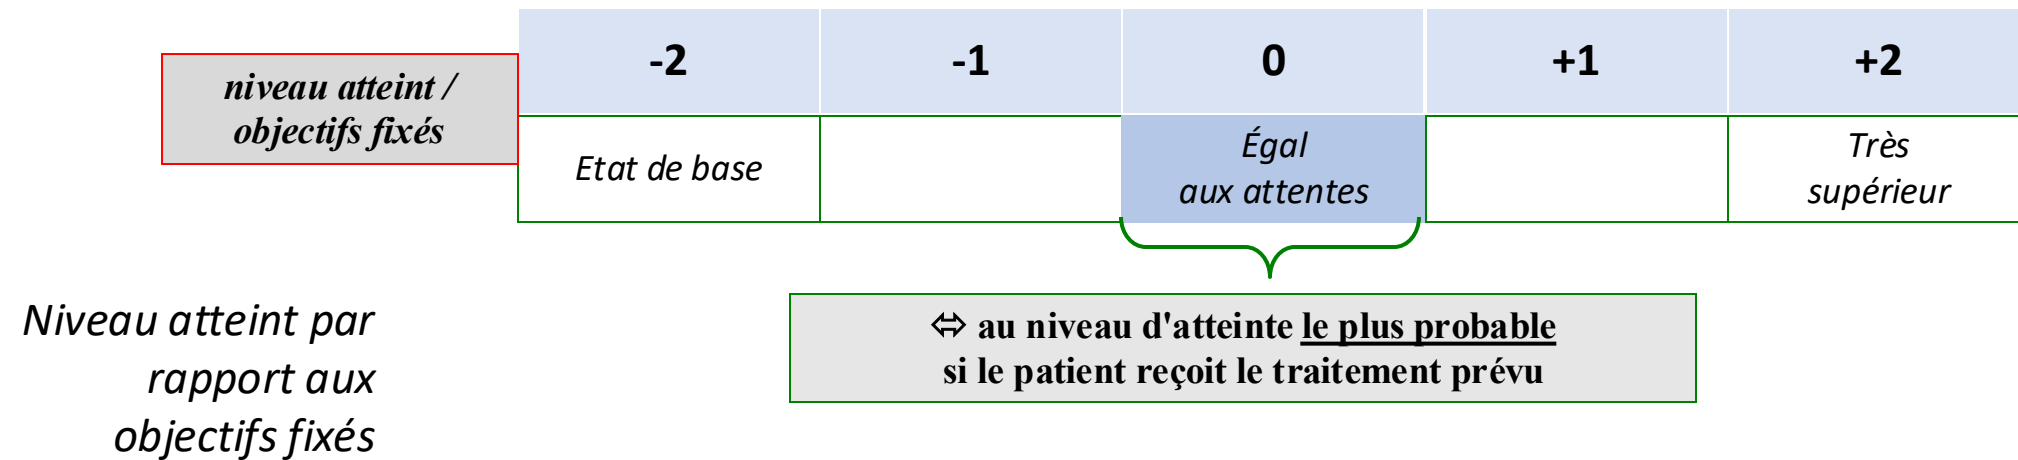 -2 -1 0 +1 +2
niveau atteint /
objectifs fixés
Etat de base
Égal
aux attentes
Très
supérieur
⇔ au niveau d'atteinte le plus probable
si le patient reçoit le traitement prévu
Niveau atteint par
rapport aux
objectifs fixés